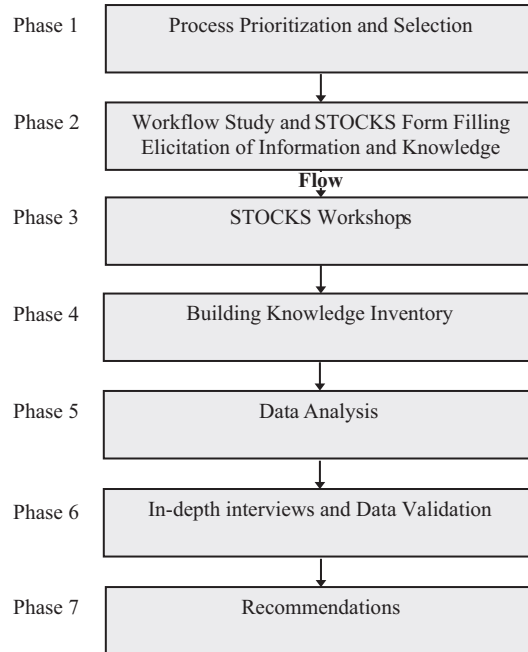 Phase 1 Process Prioritization and Selection
Phase 2 Workflow Study and STOCKS Form Filling
Elicitation of Information and Knowledge
Flow
Phase 3 STOCKS Workshops
Phase 4 Building Knowledge Inventory
Phase 5 Data Analysis
Phase 6 In-depth interviews and Data Validation
Phase 7 Recommendations